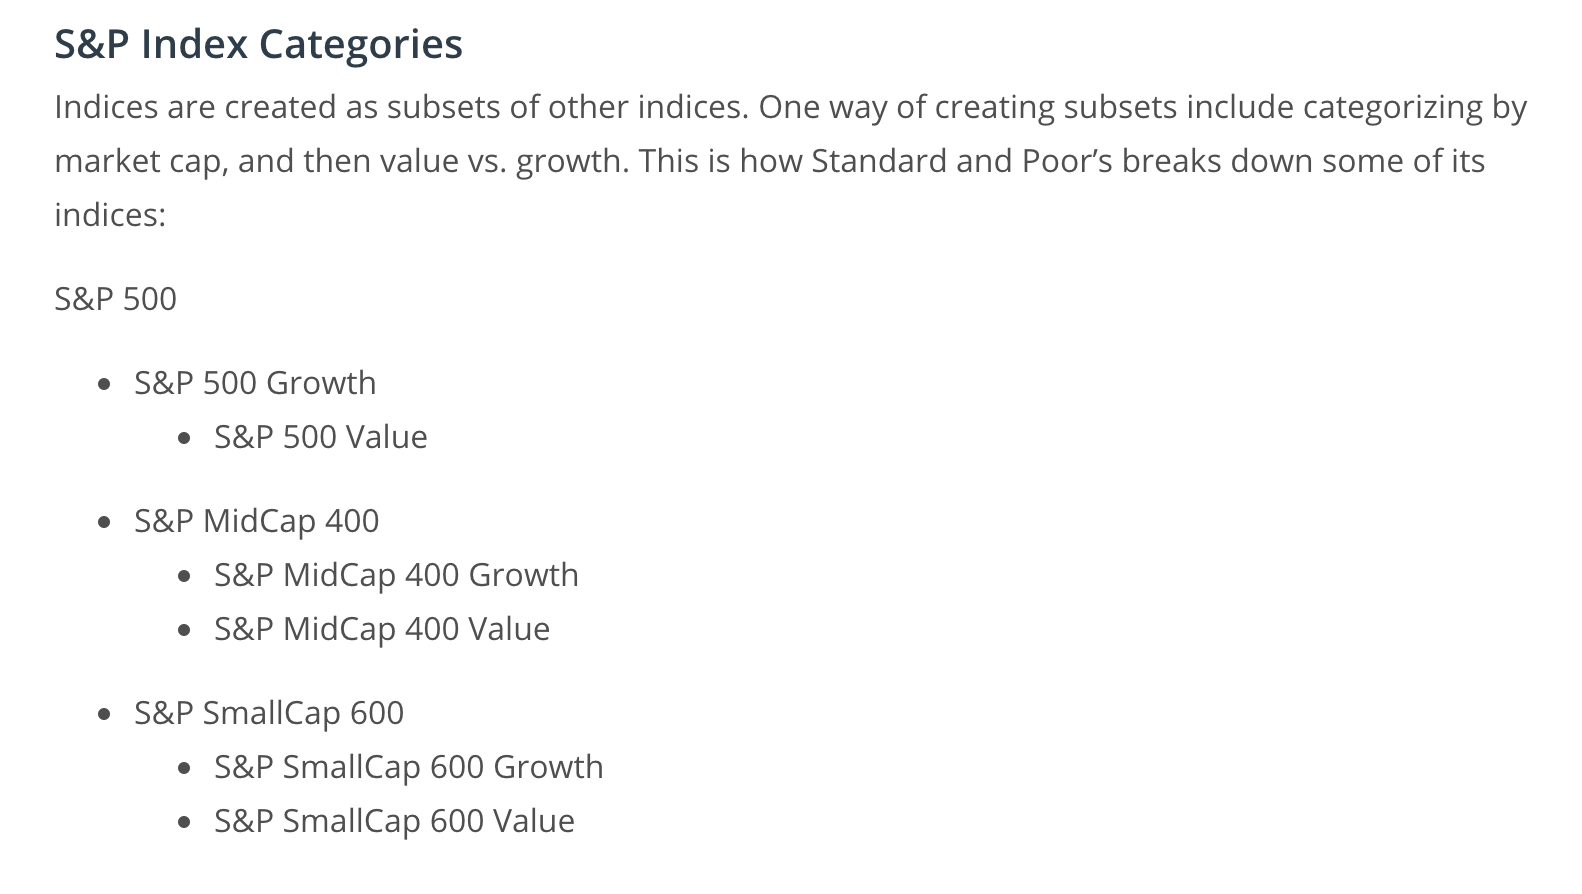 S&P Index Categories
Indices are created as subsets of other indices. One way of creating subsets include categorizing by
market cap, and then value vs. growth. This is how Standard and Poor’s breaks down some of its
indices:
S&P 500
S&P 500 Growth
S&P 500 Value
S&P MidCap 400
S&P MidCap 400 Growth
S&P MidCap 400 Value
S&P SmallCap 600
S&P SmallCap 600 Growth
S&P SmallCap 600 Value